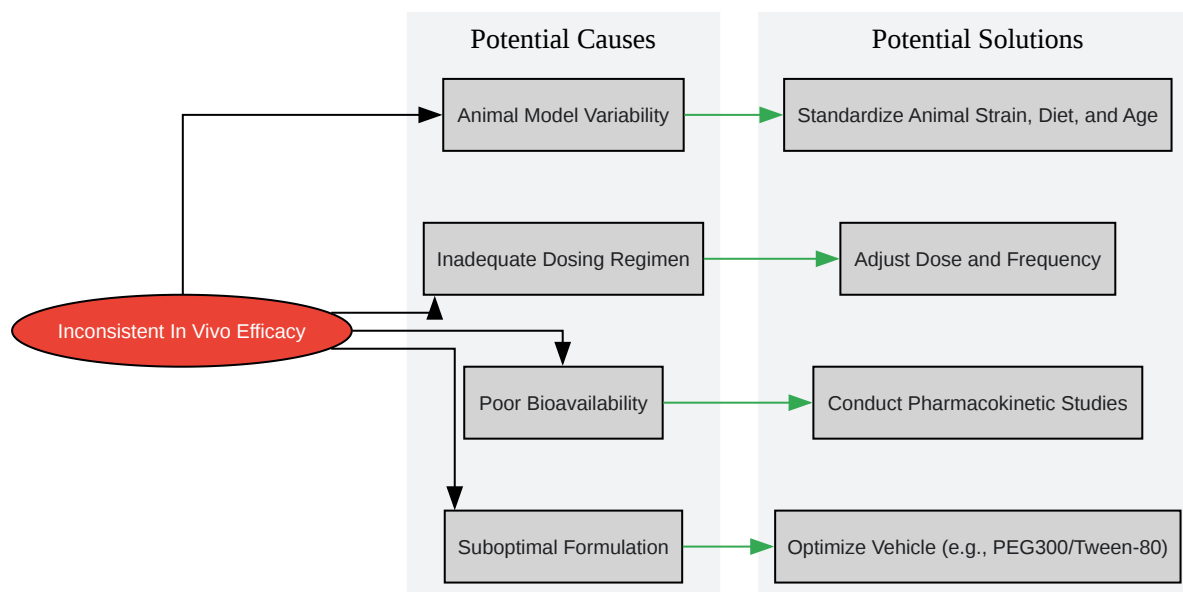 Potential Causes
Potential Solutions
Animal Model Variability
Standardize Animal Strain, Diet, and Age
Inadequate Dosing Regimen
Adjust Dose and Frequency
Inconsistent In Vivo Efficacy
Poor Bioavailability
Conduct Pharmacokinetic Studies
Suboptimal Formulation
Optimize Vehicle (e.g., PEG300/Tween-80)